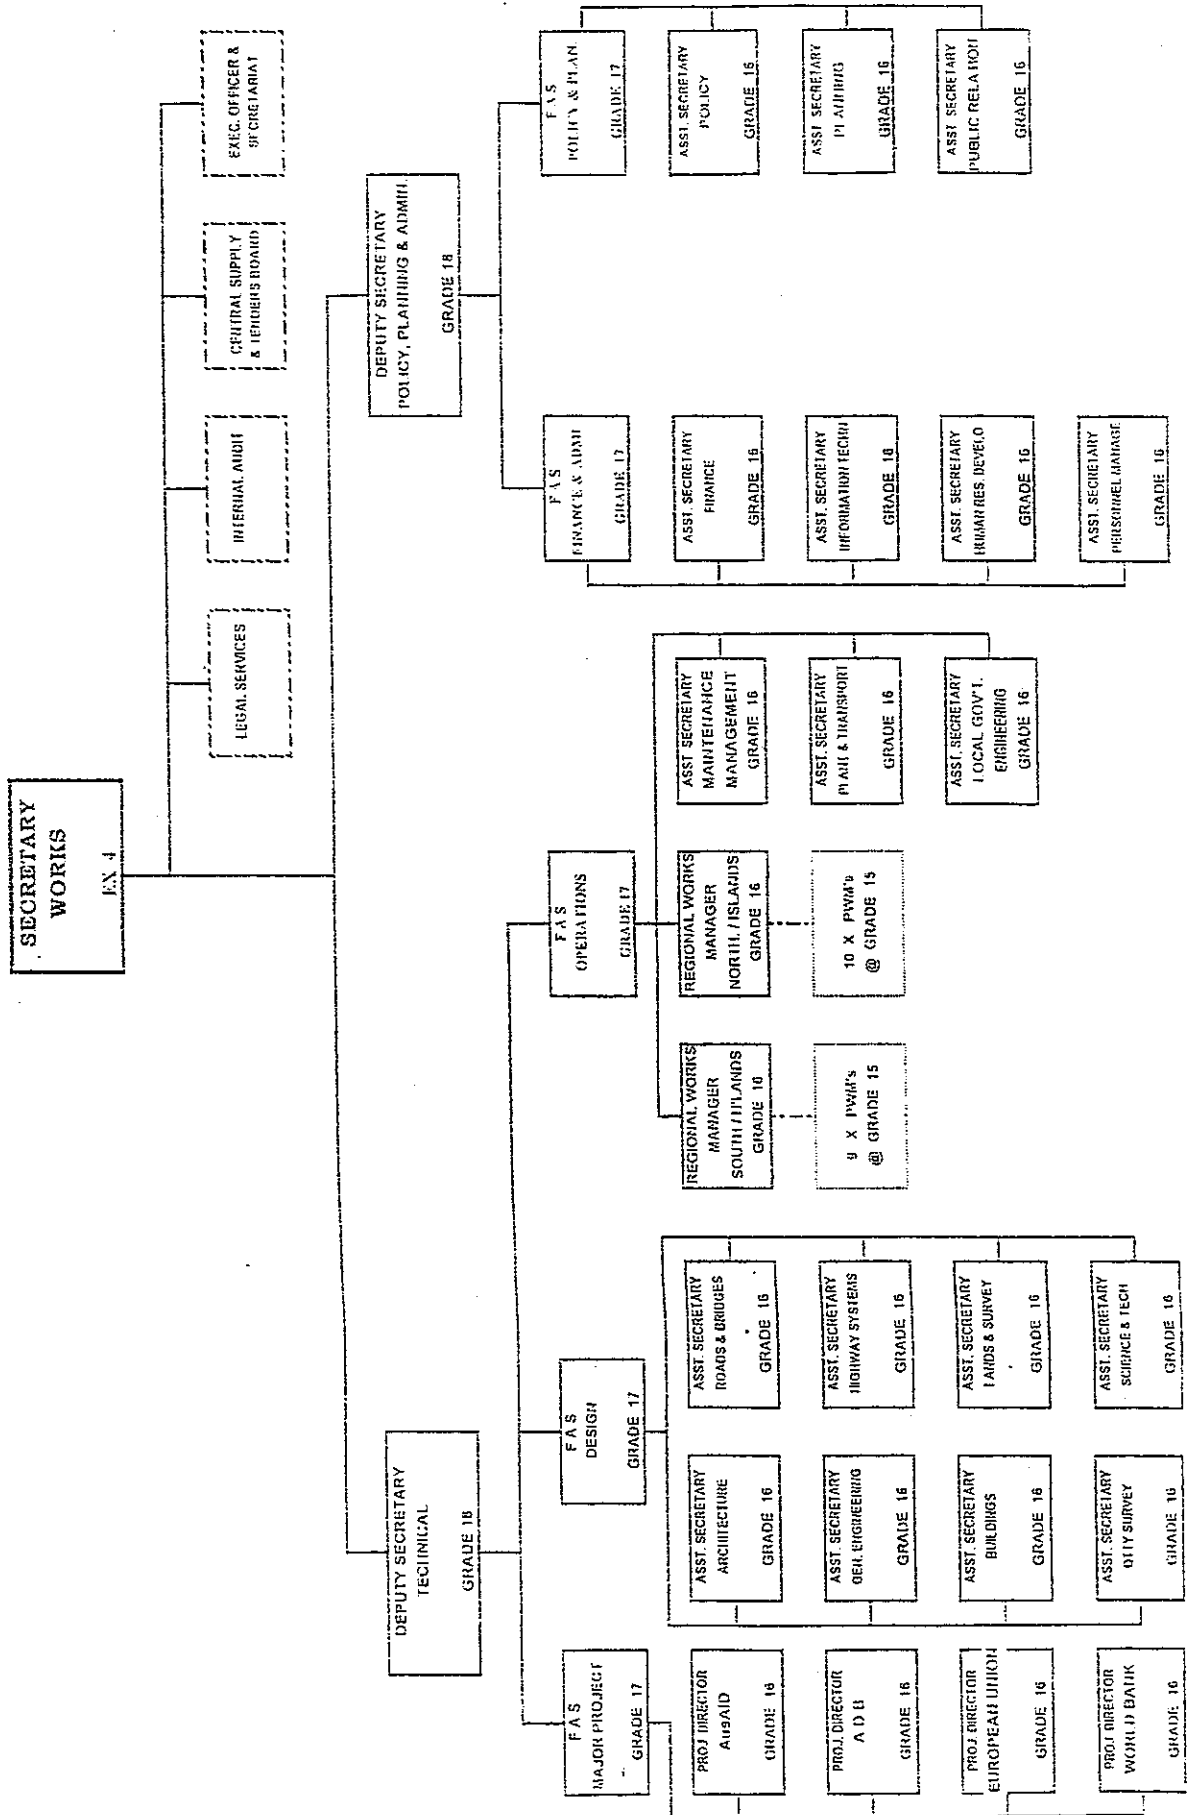 SECRETARY
WORKS
EX 4
LEGAL SERVICES
INTERNAL AUDIT
CENTRAL SUPPLY
& TENDERS BOARD
EXEC. OFFICER &
SECRETARIAT
DEPUTY SECRETARY
TECHNICAL
GRADE 18
DEPUTY SECRETARY
POLICY, PLANNING & ADMIN.
GRADE 18
F A S
MAJOR PROJECT
GRADE 17
F A S
DESIGN
GRADE 17
F A S
OPERATIONS
GRADE 17
F A S
FINANCE & ADMI
GRADE 17
F A S
POLICY & PLAN.
GRADE 17
PROJ. DIRECTOR
AusAID
GRADE 16
PROJ. DIRECTOR
A D B
GRADE 16
PROJ. DIRECTOR
EUROPEAN UNION
GRADE 16
PROJ. DIRECTOR
WORLD BANK
GRADE 16
ASST. SECRETARY
ARCHITECTURE
GRADE 16
ASST. SECRETARY
GEN. ENGINEERING
GRADE 16
ASST. SECRETARY
BUILDINGS
GRADE 16
ASST. SECRETARY
QTTY SURVEY
GRADE 16
ASST. SECRETARY
ROADS & BRIDGES
GRADE 16
ASST. SECRETARY
HIGHWAY SYSTEMS
GRADE 16
ASST. SECRETARY
LANDS & SURVEY
GRADE 16
ASST. SECRETARY
SCIENCE & TECH
GRADE 16
REGIONAL WORKS
MANAGER
SOUTH / H'LANDS
GRADE 16
9 X PWM's
@ GRADE 15
REGIONAL WORKS
MANAGER
NORTH. / ISLANDS
GRADE 16
10 X PWM's
@ GRADE 15
ASST SECRETARY
MAINTENANCE
MANAGEMENT
GRADE 16
ASST. SECRETARY
PLANT & TRANSPORT
GRADE 16
ASST. SECRETARY
LOCAL GOV'T.
ENGINEERING
GRADE 16
ASST. SECRETARY
FINANCE
GRADE 16
ASST. SECRETARY
INFORMATION TECHN
GRADE 16
ASST. SECRETARY
HUMAN RES. DEVELO
GRADE 16
ASST. SECRETARY
PERSONNEL MANAGE
GRADE 16
ASST. SECRETARY
POLICY
GRADE 16
ASST SECRETARY
PLANNING
GRADE 16
ASST SECRETARY
PUBLIC RELATION
GRADE 16